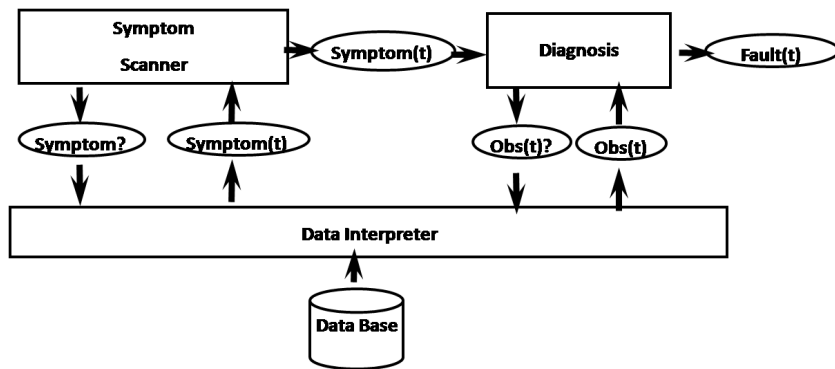 Symptom
Scanner
Symptom(t)
Diagnosis
Fault(t)
Symptom?
Symptom(t)
Obs(t)?
Obs(t)
Data Interpreter
Data Base